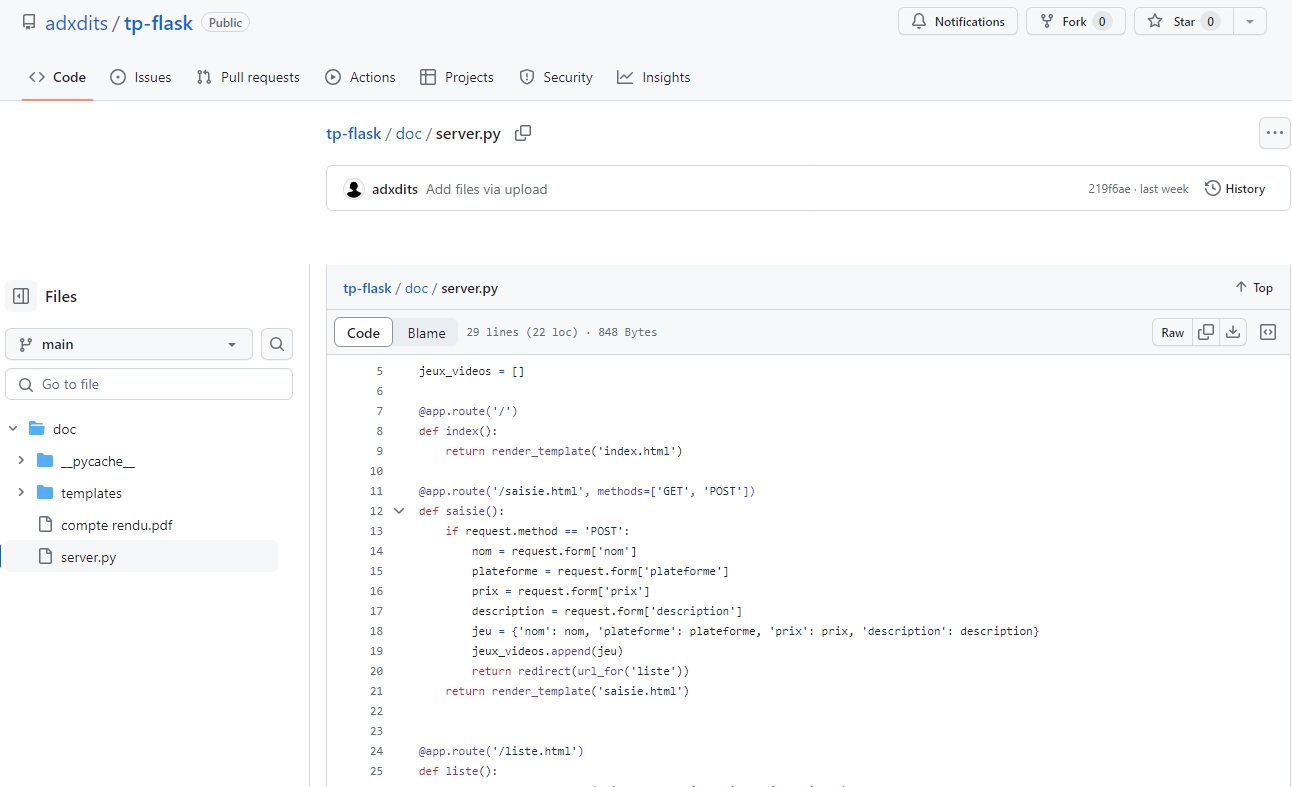 adxdits / tp-flask Public
Notifications
Fork 0
Star 0
Code
Issues
Pull requests
Actions
Projects
Security
Insights
tp-flask / doc / server.py
adxdits Add files via upload
219f6ae · last week
History
Files
main
Go to file
doc
__pycache__
templates
compte rendu.pdf
server.py
tp-flask / doc / server.py
Top
Code Blame 29 lines (22 loc) · 848 Bytes
Raw
5 jeux_videos = []
6
7 @app.route('/')
8 def index():
9 return render_template('index.html')
10
11 @app.route('/saisie.html', methods=['GET', 'POST'])
12 def saisie():
13 if request.method == 'POST':
14 nom = request.form['nom']
15 plateforme = request.form['plateforme']
16 prix = request.form['prix']
17 description = request.form['description']
18 jeu = {'nom': nom, 'plateforme': plateforme, 'prix': prix, 'description': description}
19 jeux_videos.append(jeu)
20 return redirect(url_for('liste'))
21 return render_template('saisie.html')
22
23
24 @app.route('/liste.html')
25 def liste():